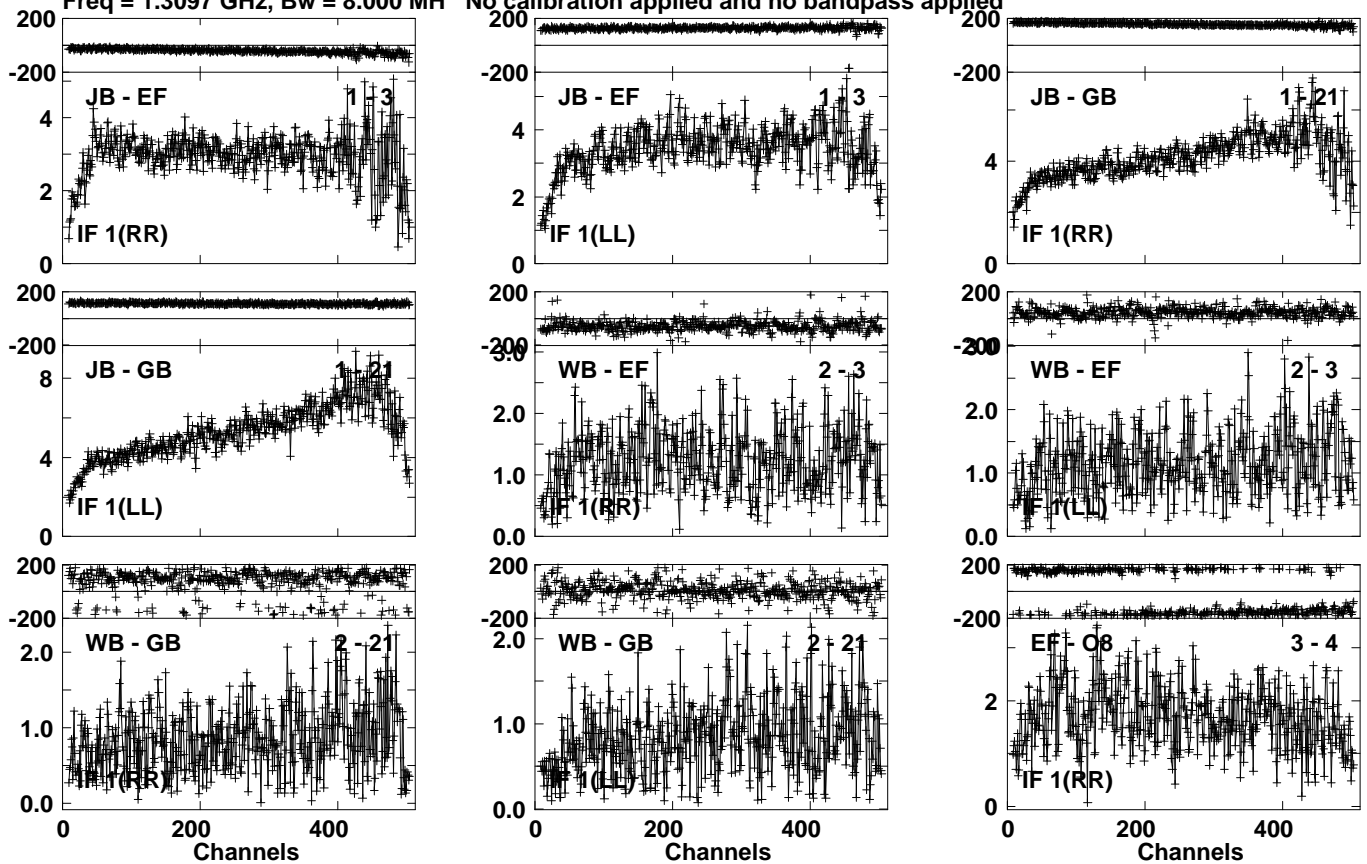 Freq = 1.3097 GHz, Bw = 8.000 MH No calibration applied and no bandpass applied
200
-200
JB - EF 1 - 3
4
2
0
IF 1(RR)
200
-200
JB - EF 1 - 3
4
2
0
IF 1(LL)
200
-200
JB - GB 1 - 21
4
0
IF 1(RR)
200
-200
JB - GB 1 - 21
8
4
0
IF 1(LL)
200
-200
3.0
WB - EF 2 - 3
2.0
1.0
0.0
IF 1(RR)
200
-200
3.0
WB - EF 2 - 3
2.0
1.0
0.0
IF 1(LL)
200
-200
WB - GB 2 - 21
2.0
1.0
0.0
IF 1(RR)
0 200 400
Channels
200
-200
WB - GB 2 - 21
2.0
1.0
0.0
IF 1(LL)
0 200 400
Channels
200
-200
EF - O8 3 - 4
2
0
IF 1(RR)
0 200 400
Channels